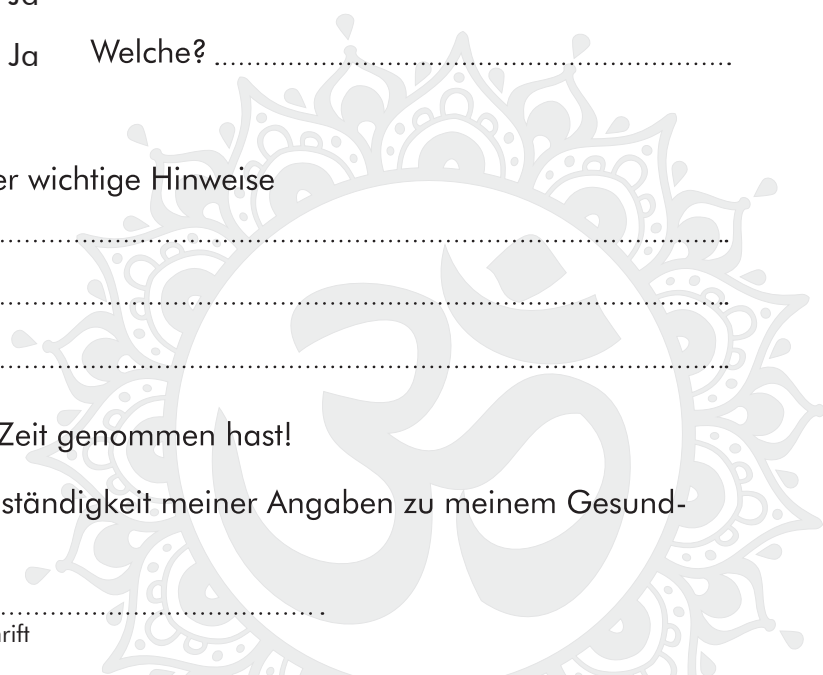 Ja
Ja Welche? ........................................................................
er wichtige Hinweise
........................................................................
........................................................................
........................................................................
Zeit genommen hast!
ständigkeit meiner Angaben zu meinem Gesund-
........................................................................
rift
ॐ